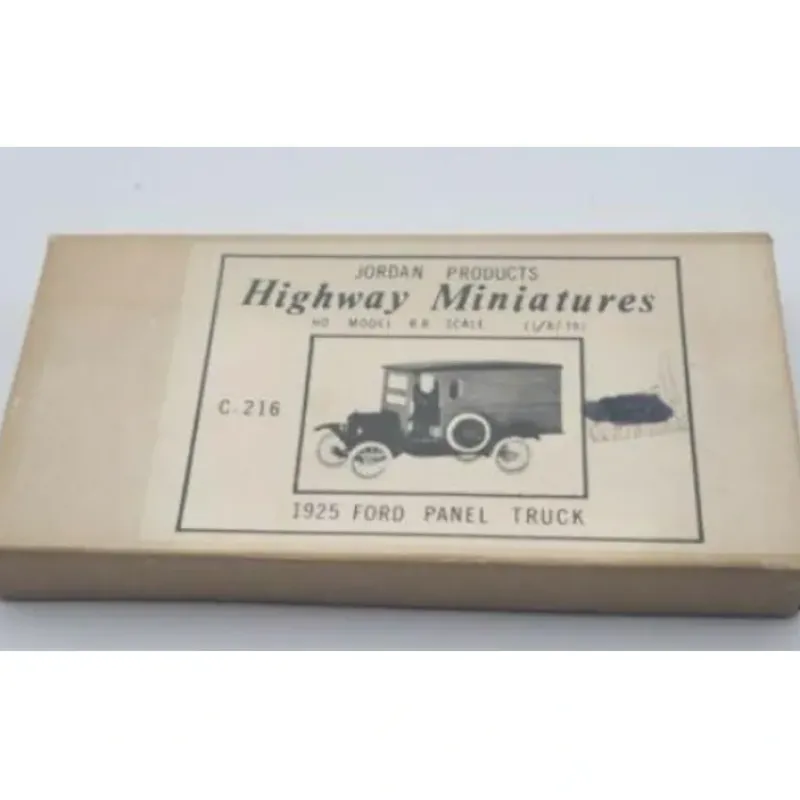 JORDAN PRODUCTS
Highway Miniatures
HO MODEL R.R. SCALE
C-216
1925 FORD PANEL TRUCK